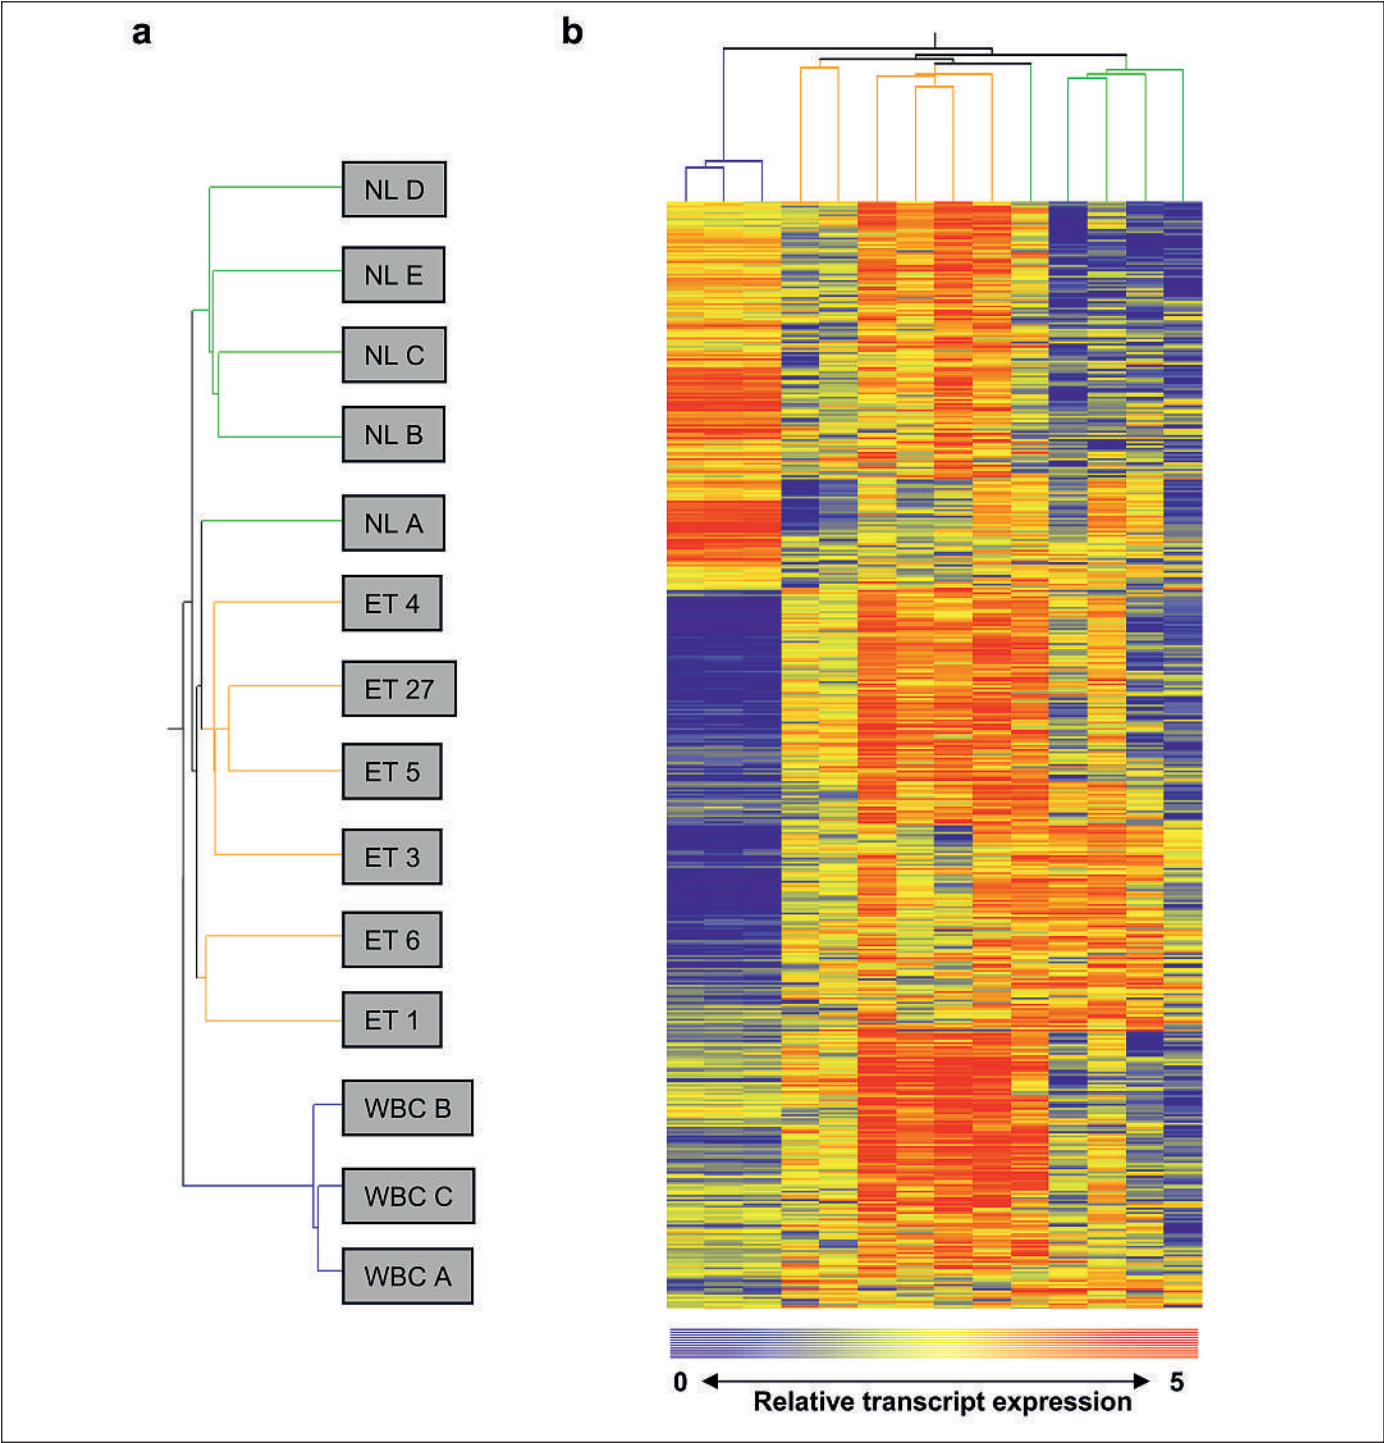 a
b
NL D
NL E
NL C
NL B
NL A
ET 4
ET 27
ET 5
ET 3
ET 6
ET 1
WBC B
WBC C
WBC A
0 5
Relative transcript expression